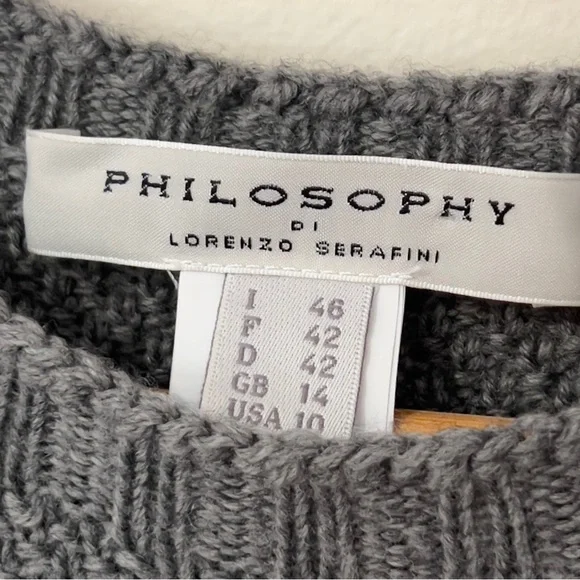 PHILOSOPHY
DI
LORENZO SERAFINI
I 46
F 42
D 42
GB 14
USA 10